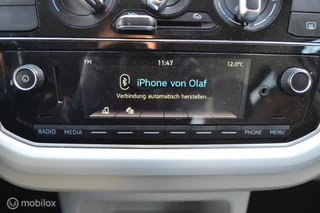 FM 11:47 12.0°C
iPhone von Olaf
Verbindung automatisch herstellen...
RADIO MEDIA PHONE MENU
mobilox